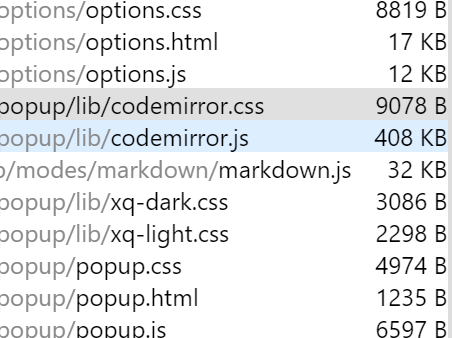 options/options.css 8819 B
options/options.html 17 KB
options/options.js 12 KB
popup/lib/codemirror.css 9078 B
popup/lib/codemirror.js 408 KB
/modes/markdown/markdown.js 32 KB
popup/lib/xq-dark.css 3086 B
popup/lib/xq-light.css 2298 B
popup/popup.css 4974 B
popup/popup.html 1235 B
popup/popup.js 6597 B